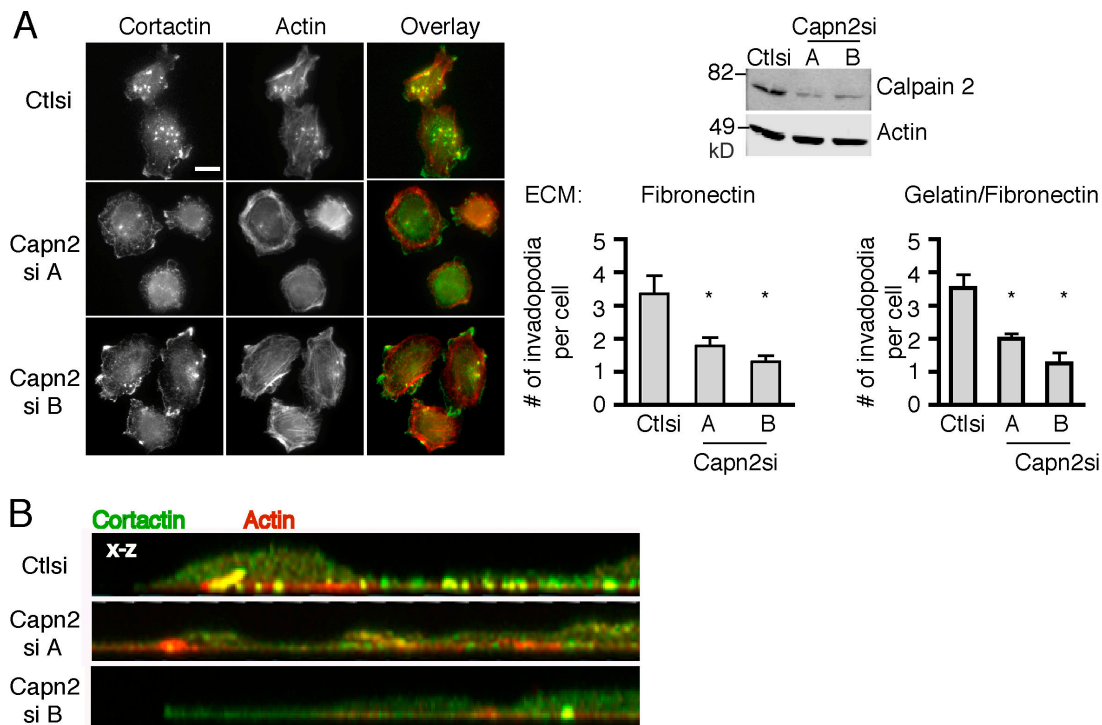 A
Cortactin Actin Overlay
Ctlsi
Capn2
si A
Capn2
si B
Capn2si
Ctlsi A B
82
Calpain 2
49
Actin
kD
ECM: Fibronectin Gelatin/Fibronectin
# of invadopodia
per cell
5
4
3
2
1
0
Ctlsi A B
Capn2si
*
*
# of invadopodia
per cell
5
4
3
2
1
0
Ctlsi A B
Capn2si
*
*
B
Cortactin Actin
x-z
Ctlsi
Capn2
si A
Capn2
si B